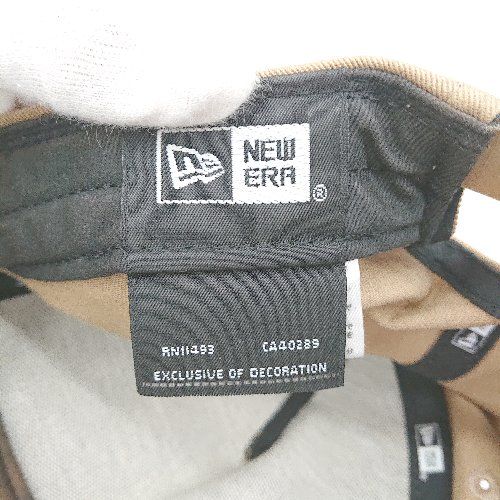 NEW
ERA
®
RN11493 CA40289
EXCLUSIVE OF DECORATION